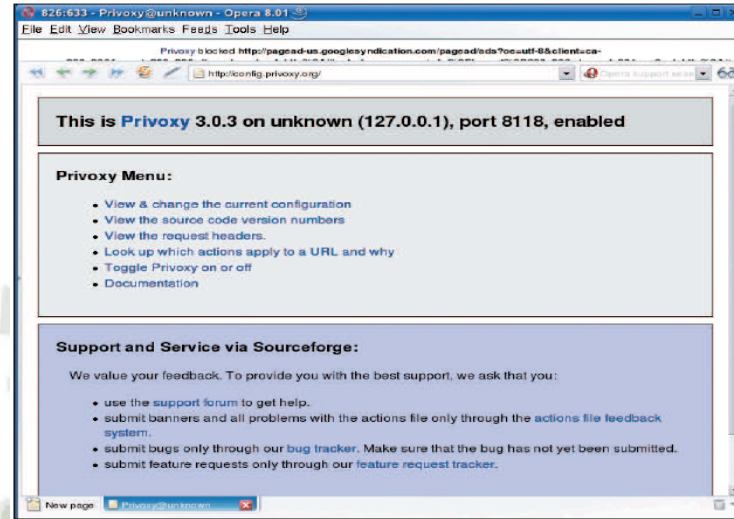 826:633 - Privoxy@unknown - Opera 8.01
File Edit View Bookmarks Feeds Tools Help
Privoxy blocked http://pagead-us.googlesyndication.com/pagead/ads?oe=utf-8&client=ca-
http://config.privoxy.org/
Opera support sear
This is Privoxy 3.0.3 on unknown (127.0.0.1), port 8118, enabled
Privoxy Menu:
• View & change the current configuration
• View the source code version numbers
• View the request headers.
• Look up which actions apply to a URL and why
• Toggle Privoxy on or off
• Documentation
Support and Service via Sourceforge:
We value your feedback. To provide you with the best support, we ask that you:
• use the support forum to get help.
• submit banners and all problems with the actions file only through the actions file feedback
system.
• submit bugs only through our bug tracker. Make sure that the bug has not yet been submitted.
• submit feature requests only through our feature request tracker.
New page
Privoxy@unknown